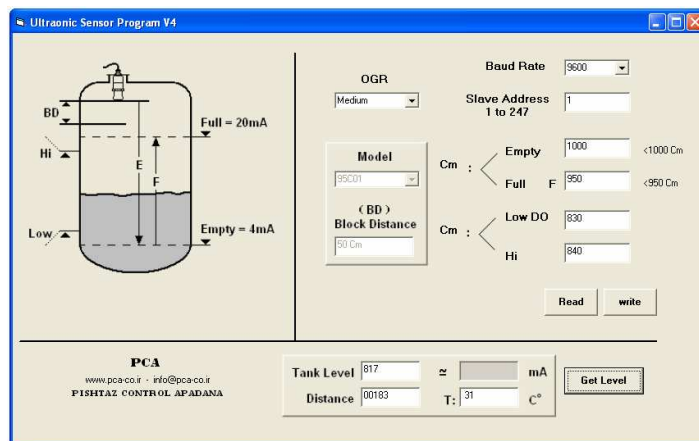 Ultraonic Sensor Program V4
BD
Hi
Low
E
F
Full = 20mA
Empty = 4mA
OGR
Medium
Baud Rate 9600
Slave Address 1
1 to 247
Model
95C01
( BD )
Block Distance
50 Cm
Cm :
Empty 1000 <1000 Cm
Full F 950 <950 Cm
Cm :
Low DO 830
Hi 840
Read write
PCA
www.pca-co.ir - info@pca-co.ir
PISHTAZ CONTROL APADANA
Tank Level 817 ≃ mA
Distance 00183 T: 31 C°
Get Level